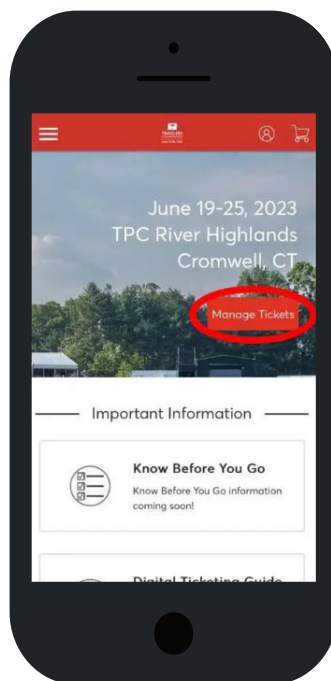 June 19-25, 2023
TPC River Highlands
Cromwell, CT
Manage Tickets
Important Information
Know Before You Go
Know Before You Go information
coming soon!
Digital Ticketing Guide